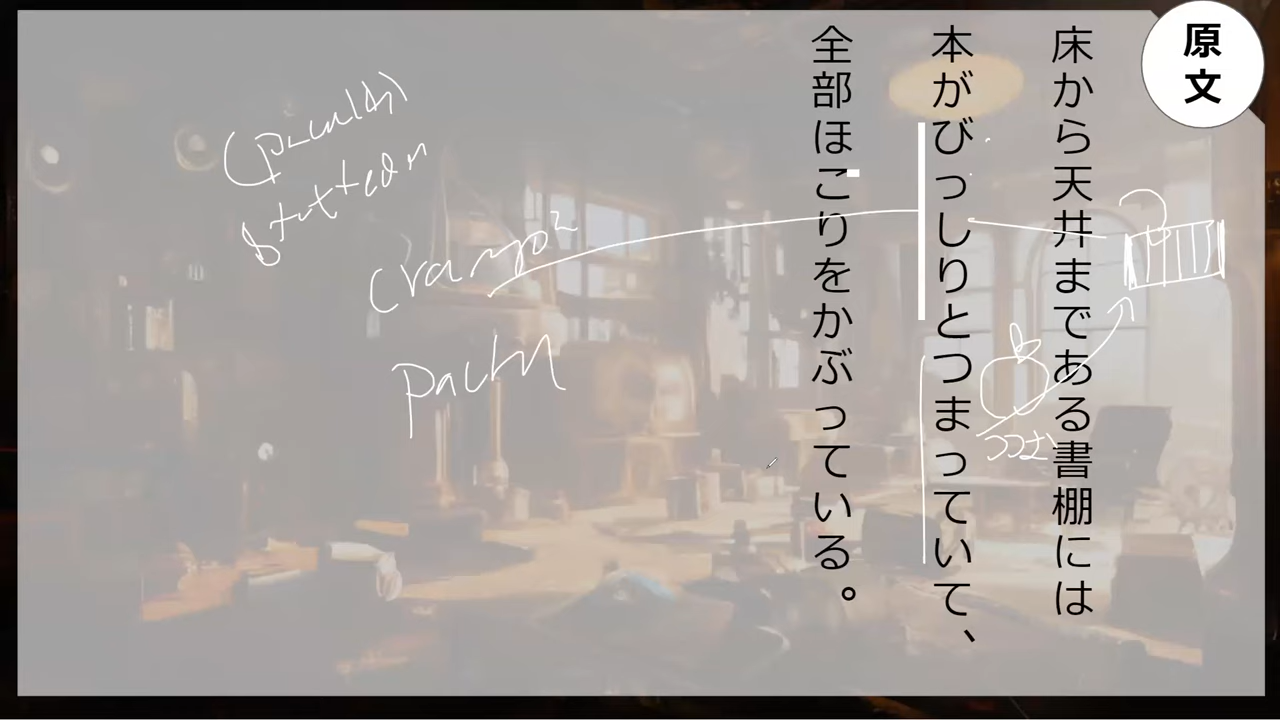 原文
床から天井まである書棚には
本がびっしりとつまっていて、
全部ほこりをかぶっている。